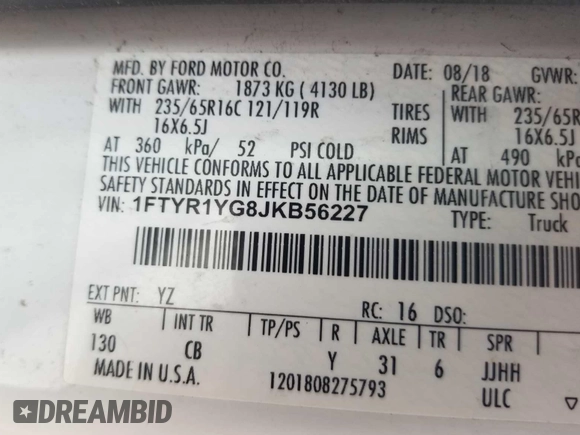 MFD. BY FORD MOTOR CO. DATE: 08/18 GVWR:
FRONT GAWR: 1873 KG ( 4130 LB) REAR GAWR:
WITH 235/65R16C 121/119R TIRES WITH 235/65R
16X6.5J RIMS 16X6.5J
AT 360 kPa/ 52 PSI COLD AT 490 kPa/
THIS VEHICLE CONFORMS TO ALL APPLICABLE FEDERAL MOTOR VEHI
SAFETY STANDARDS IN EFFECT ON THE DATE OF MANUFACTURE SHO
VIN: 1FTYR1YG8JKB56227 TYPE: Truck
EXT PNT: YZ RC: 16 DSO:
WB INT TR TP/PS R AXLE TR SPR
130 CB Y 31 6 JJHH
MADE IN U.S.A. 1201808275793 ULC
DREAMBID